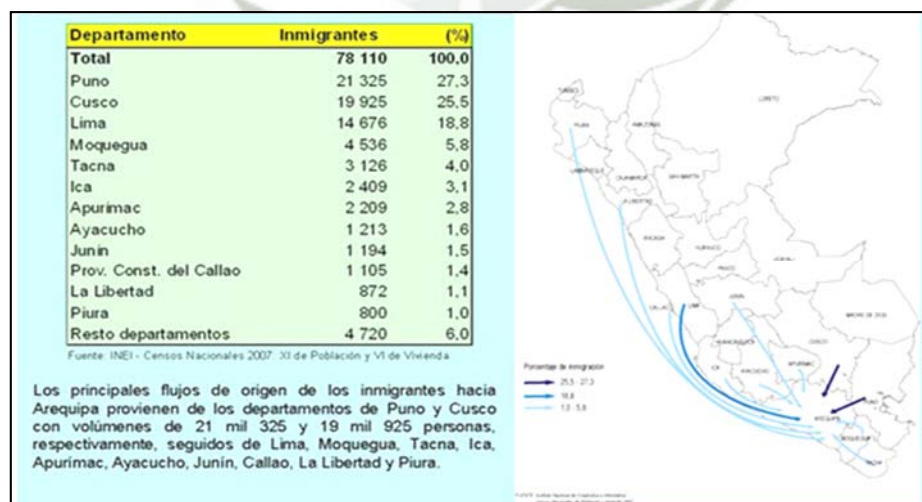 Departamento Inmigrantes (%)
Total 78 110 100,0
Puno 21 325 27,3
Cusco 19 925 25,5
Lima 14 676 18,8
Moquegua 4 536 5,8
Tacna 3 126 4,0
Ica 2 409 3,1
Apurímac 2 209 2,8
Ayacucho 1 213 1,6
Junín 1 194 1,5
Prov. Const. del Callao 1 105 1,4
La Libertad 872 1,1
Piura 800 1,0
Resto departamentos 4 720 6,0
Fuente: INEI - Censos Nacionales 2007: XI de Población y VI de Vivienda
Los principales flujos de origen de los inmigrantes hacia
Arequipa provienen de los departamentos de Puno y Cusco
con volúmenes de 21 mil 325 y 19 mil 925 personas,
respectivamente, seguidos de Lima, Moquegua, Tacna, Ica,
Apurímac, Ayacucho, Junín, Callao, La Libertad y Piura.
TUMBES
PIURA
LORETO
AMAZONAS
LAMBAYEQUE
CAJAMARCA
SAN MARTIN
LA LIBERTAD
ANCASH
HUANUCO
UCAYALI
PASCO
JUNIN
CALLAO
LIMA
MADRE DE DIOS
HUANCAVELICA
CUSCO
ICA
AYACUCHO
APURIMAC
PUNO
AREQUIPA
MOQUEGUA
TACNA
Porcentaje de inmigración
25,5 - 27,3
18,8
1,0 - 5,8